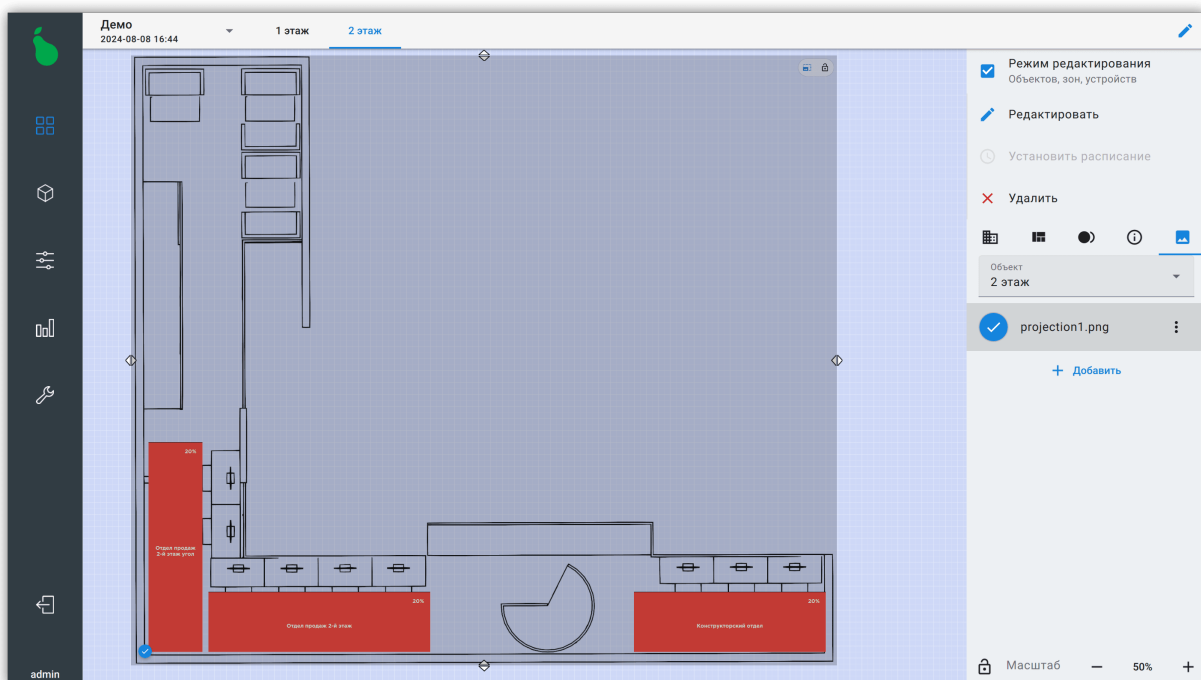 Демо
2024-08-08 16:44
1 этаж
2 этаж
Режим редактирования
Объектов, зон, устройств
Редактировать
Установить расписание
Удалить
Объект
2 этаж
projection1.png
Добавить
20%
Отдел продаж
2-й этаж угол
20%
Отдел продаж 2-й этаж
20%
Конструкторский отдел
Масштаб
50%
admin